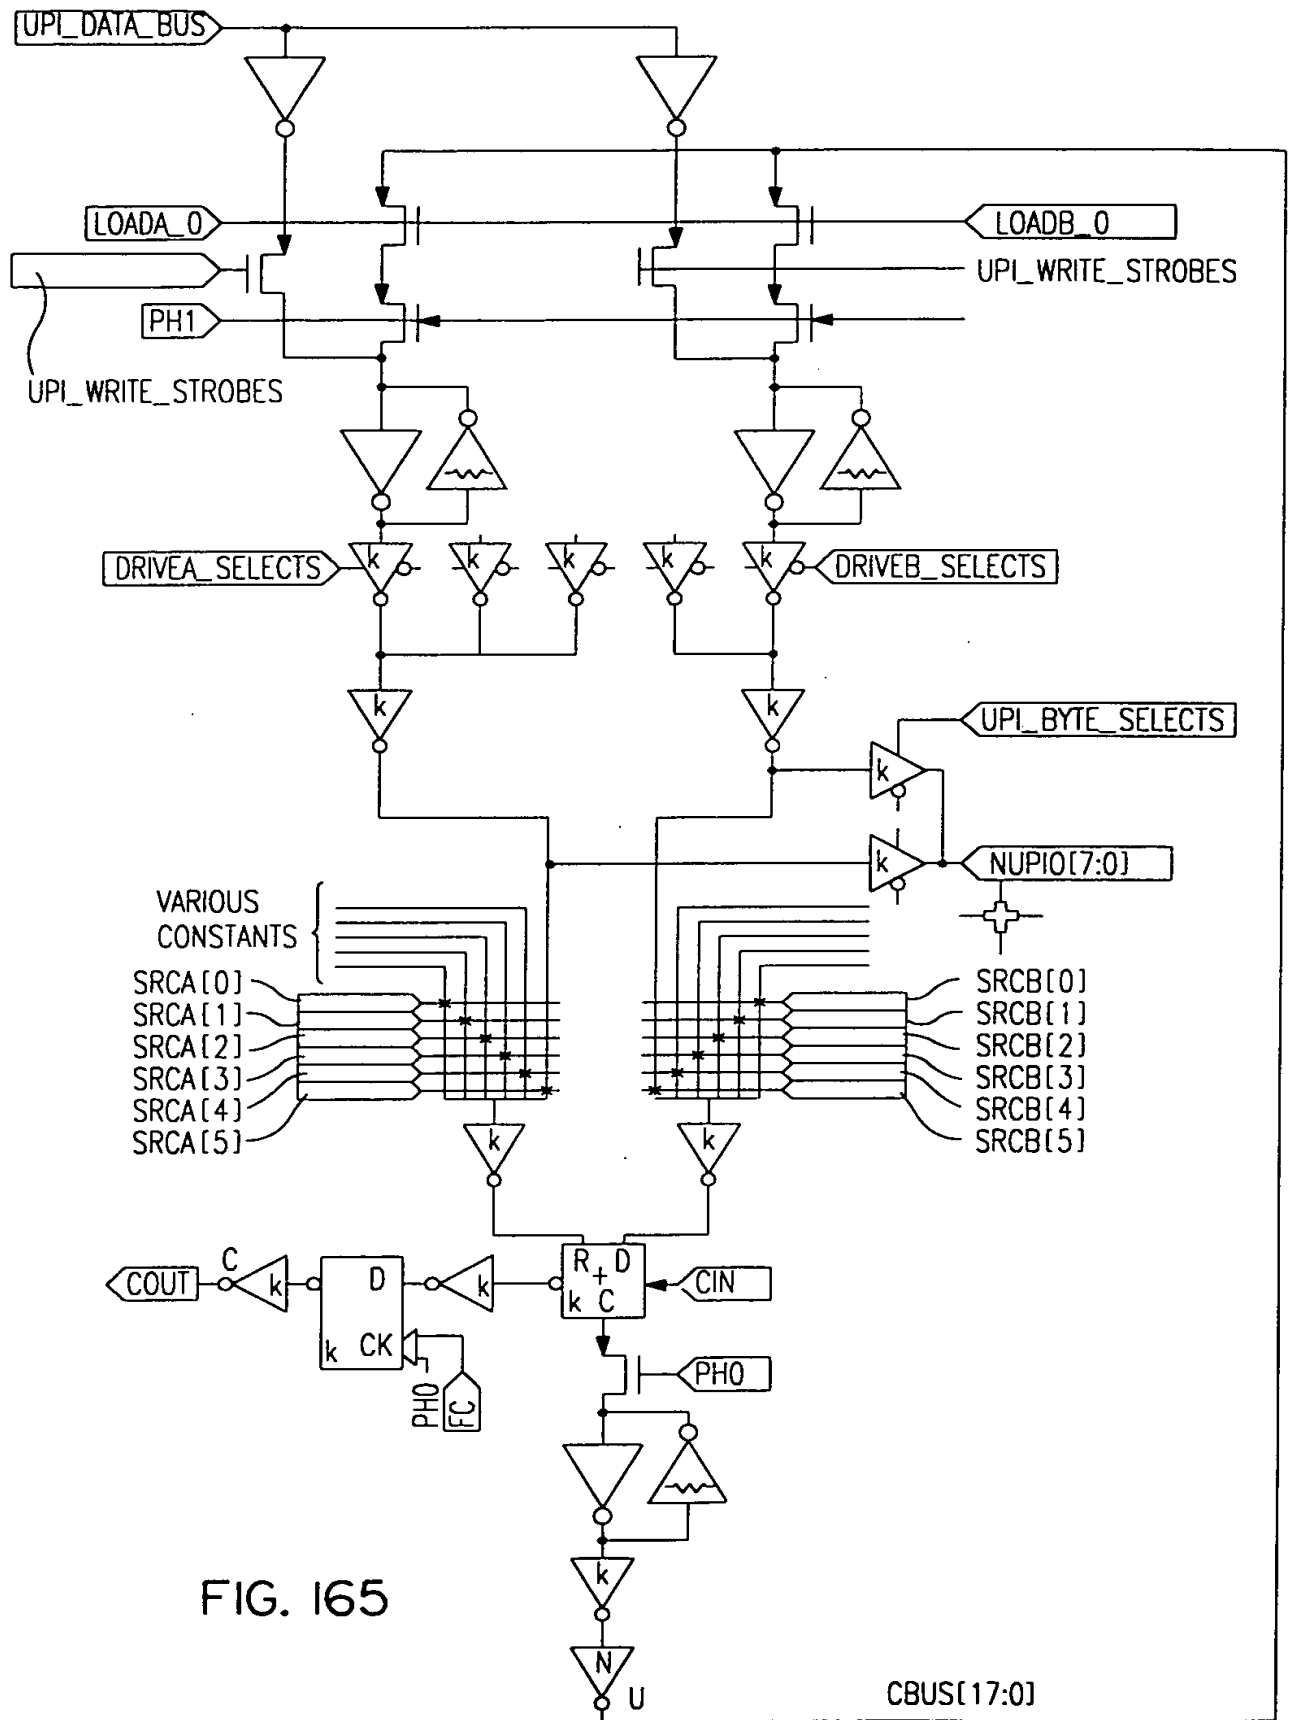 UPI_DATA_BUS
LOADA_0
LOADB_0
UPI_WRITE_STROBES
PH1
UPI_WRITE_STROBES
DRIVEA_SELECTS
k
k
k
k
k
DRIVEB_SELECTS
k
k
UPI_BYTE_SELECTS
k
k
NUPIO[7:0]
VARIOUS
CONSTANTS
SRCA[0]
SRCA[1]
SRCA[2]
SRCA[3]
SRCA[4]
SRCA[5]
SRCB[0]
SRCB[1]
SRCB[2]
SRCB[3]
SRCB[4]
SRCB[5]
k
k
COUT
C
k
D
k
CK
k
R
D
+
k
C
CIN
PH0
FC
PH0
k
N
U
CBUS[17:0]
FIG. 165